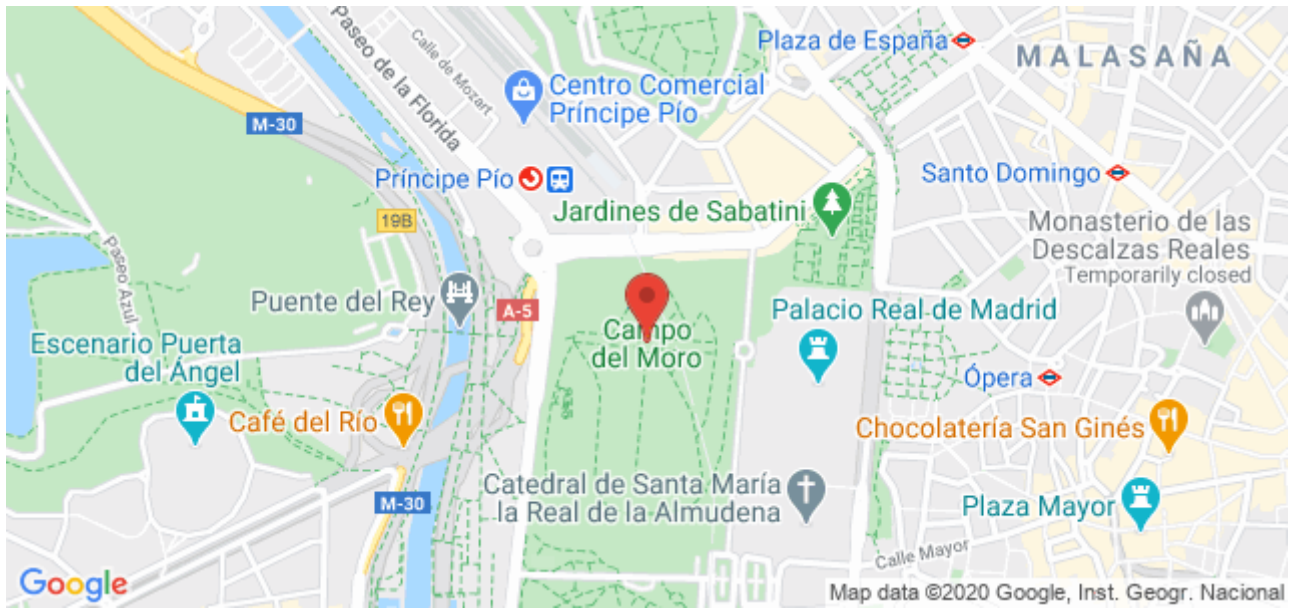 Plaza de España
MALASAÑA
Paseo de la Florida
Calle de Mozart
Centro Comercial
Príncipe Pío
M-30
Príncipe Pío
Santo Domingo
19B
Jardines de Sabatini
Monasterio de las
Descalzas Reales
Temporarily closed
Paseo Azul
Puente del Rey
A-5
Campo
del Moro
Palacio Real de Madrid
Escenario Puerta
del Ángel
Ópera
Café del Río
Chocolatería San Ginés
Catedral de Santa María
la Real de la Almudena
M-30
Plaza Mayor
Calle Mayor
Google
Map data ©2020 Google, Inst. Geogr. Nacional